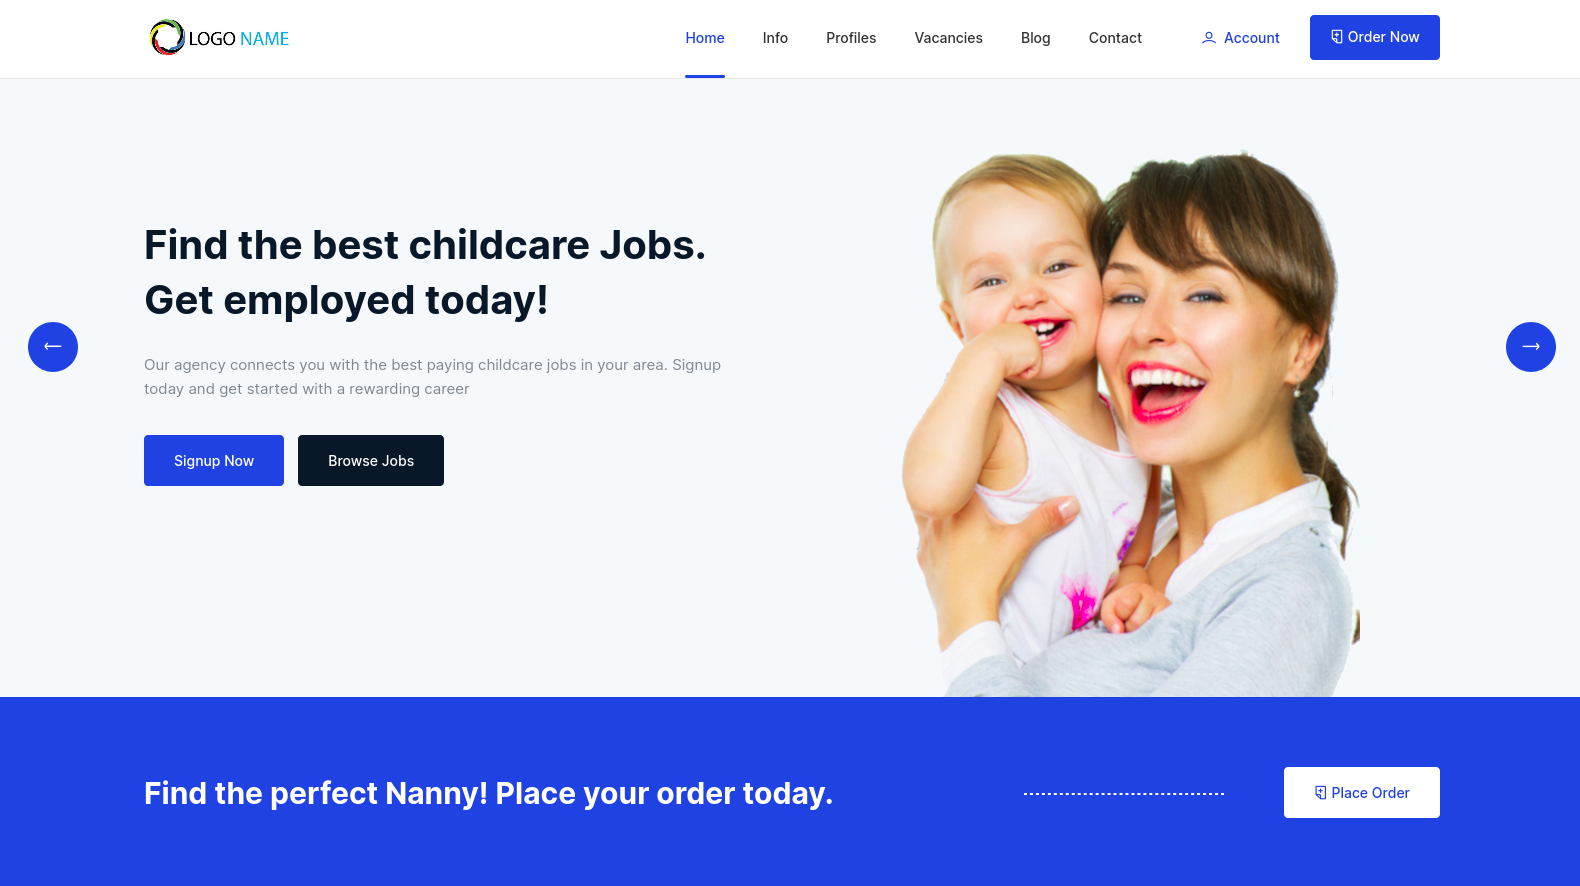 LOGO NAME
Home
Info
Profiles
Vacancies
Blog
Contact
Account
Order Now
Find the best childcare Jobs.
Get employed today!
Our agency connects you with the best paying childcare jobs in your area. Signup
today and get started with a rewarding career
Signup Now
Browse Jobs
Find the perfect Nanny! Place your order today.
Place Order